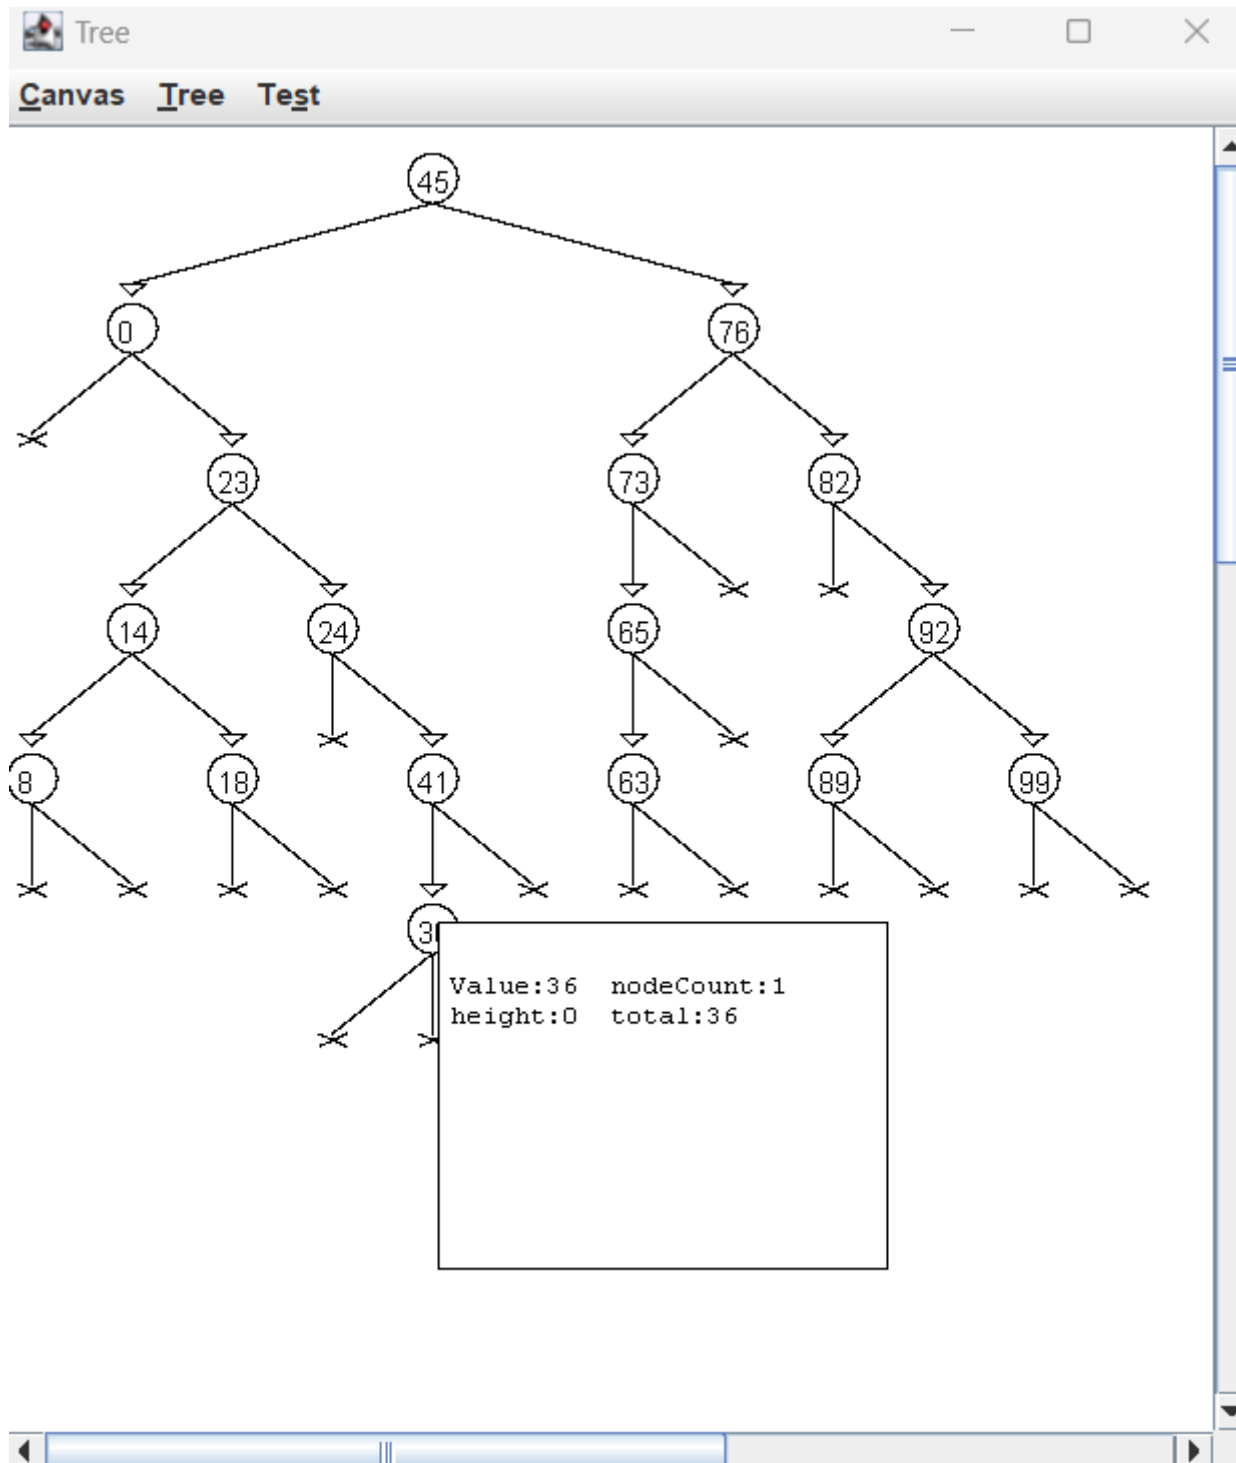 Tree
Canvas Tree Test
45
0 76
23 73 82
14 24 65 92
8 18 41 63 89 99
Value:36 nodeCount:1
height:0 total:36